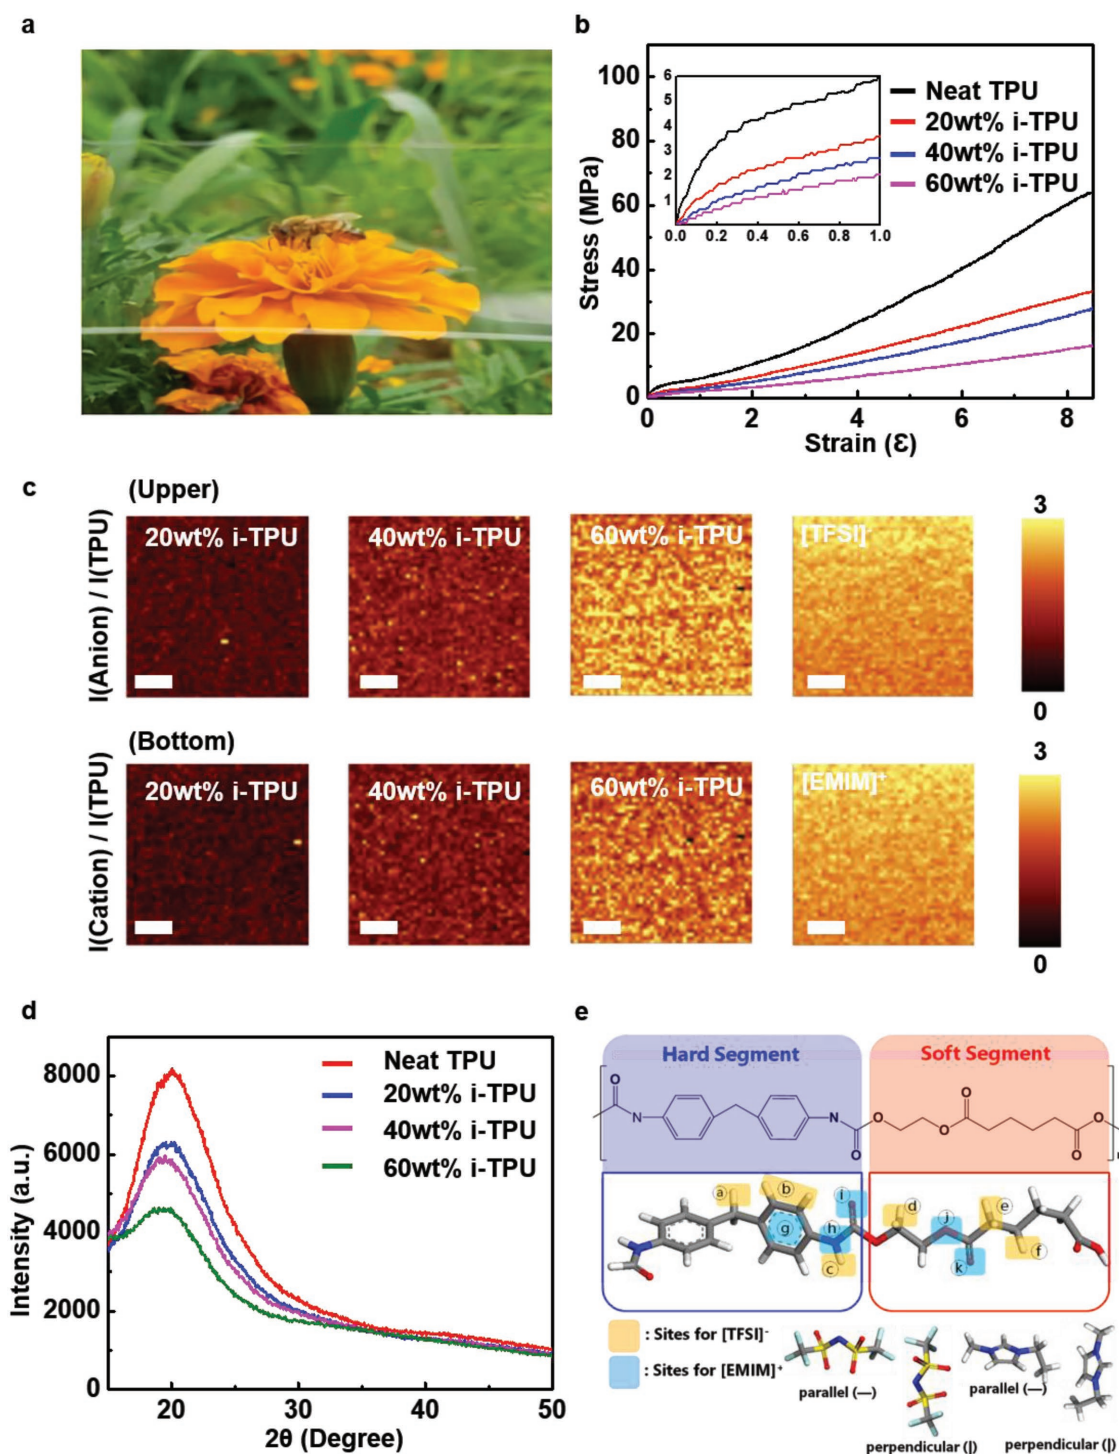 a
b
100
80
60
40
20
0
0
2
4
6
8
Stress (MPa)
Strain (Ɛ)
6
5
4
3
2
1
0.0
0.2
0.4
0.6
0.8
1.0
Neat TPU
20wt% i-TPU
40wt% i-TPU
60wt% i-TPU
c
(Upper)
I(Anion) / I(TPU)
20wt% i-TPU
40wt% i-TPU
60wt% i-TPU
[TFSI]⁻
3
0
(Bottom)
I(Cation) / I(TPU)
20wt% i-TPU
40wt% i-TPU
60wt% i-TPU
[EMIM]⁺
3
0
d
8000
6000
4000
2000
0
20
30
40
50
Intensity (a.u.)
2θ (Degree)
Neat TPU
20wt% i-TPU
40wt% i-TPU
60wt% i-TPU
e
Hard Segment
Soft Segment
O
N
N
O
O
O
O
O
O
a
b
i
d
e
g
h
j
c
k
f
: Sites for [TFSI]⁻
: Sites for [EMIM]⁺
parallel (—)
perpendicular (|)
parallel (—)
perpendicular (|)